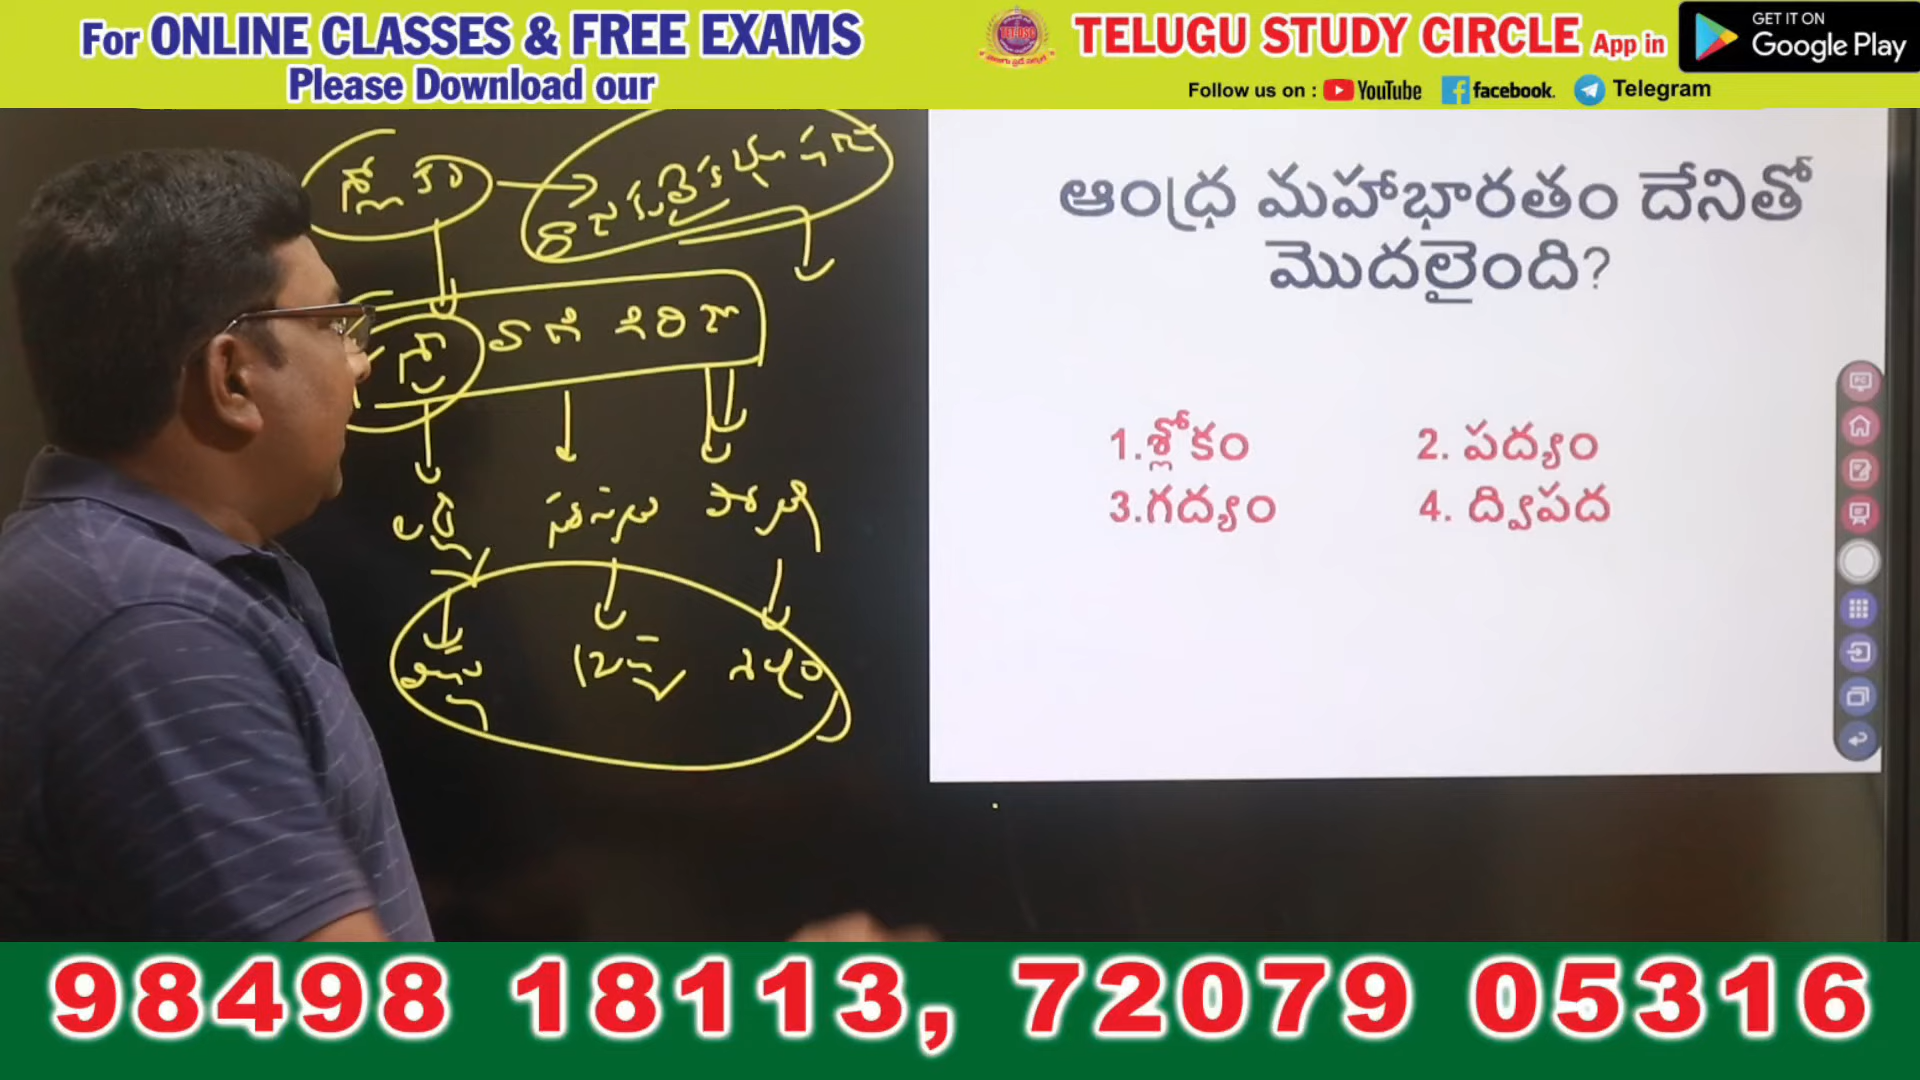 For ONLINE CLASSES & FREE EXAMS
Please Download our
TELUGU STUDY CIRCLE App in
GET IT ON
Google Play
Follow us on : YouTube facebook. Telegram
TELUSC
శ్లోకం
శ్రీ వాణీ గిరిజా
ఆంధ్ర మహాభారతం దేనితో
మొదలైంది?
1.శ్లోకం 2. పద్యం
3.గద్యం 4. ద్విపద
98498 18113, 72079 05316